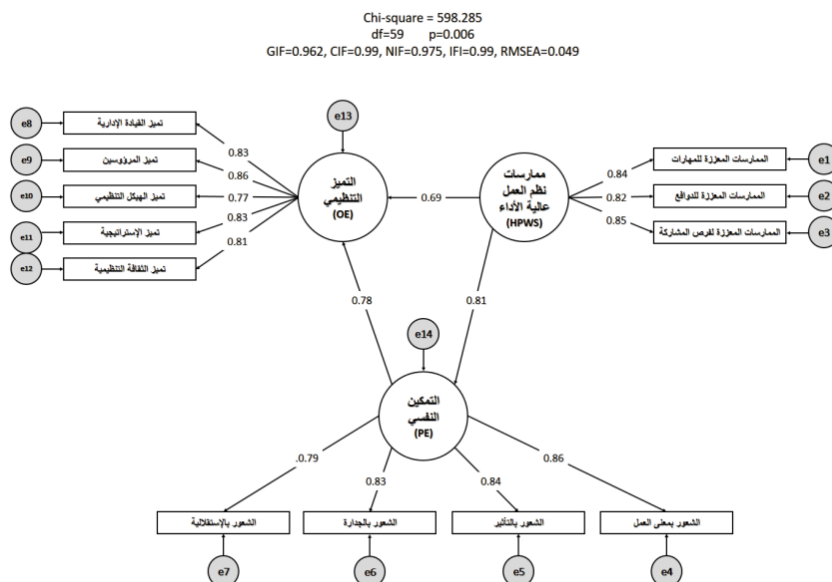 Chi-square = 598.285
df=59 p=0.006
GIF=0.962, CIF=0.99, NIF=0.975, IFI=0.99, RMSEA=0.049
e8
تميز القيادة الإدارية
e9
تميز المرؤوسين
e10
تميز الهيكل التنظيمي
e11
تميز الإستراتيجية
e12
تميز الثقافة التنظيمية
0.83
0.86
0.77
0.83
0.81
e13
التميز
التنظيمي
(OE)
0.69
ممارسات
نظم العمل
عالية الأداء
(HPWS)
0.84
0.82
0.85
الممارسات المعززة للمهارات
e1
الممارسات المعززة للدوافع
e2
الممارسات المعززة لفرص المشاركة
e3
0.78
0.81
e14
التمكين
النفسي
(PE)
.0.79
0.83
0.84
0.86
الشعور بالإستقلالية
الشعور بالجدارة
الشعور بالتأثير
الشعور بمعنى العمل
e7
e6
e5
e4